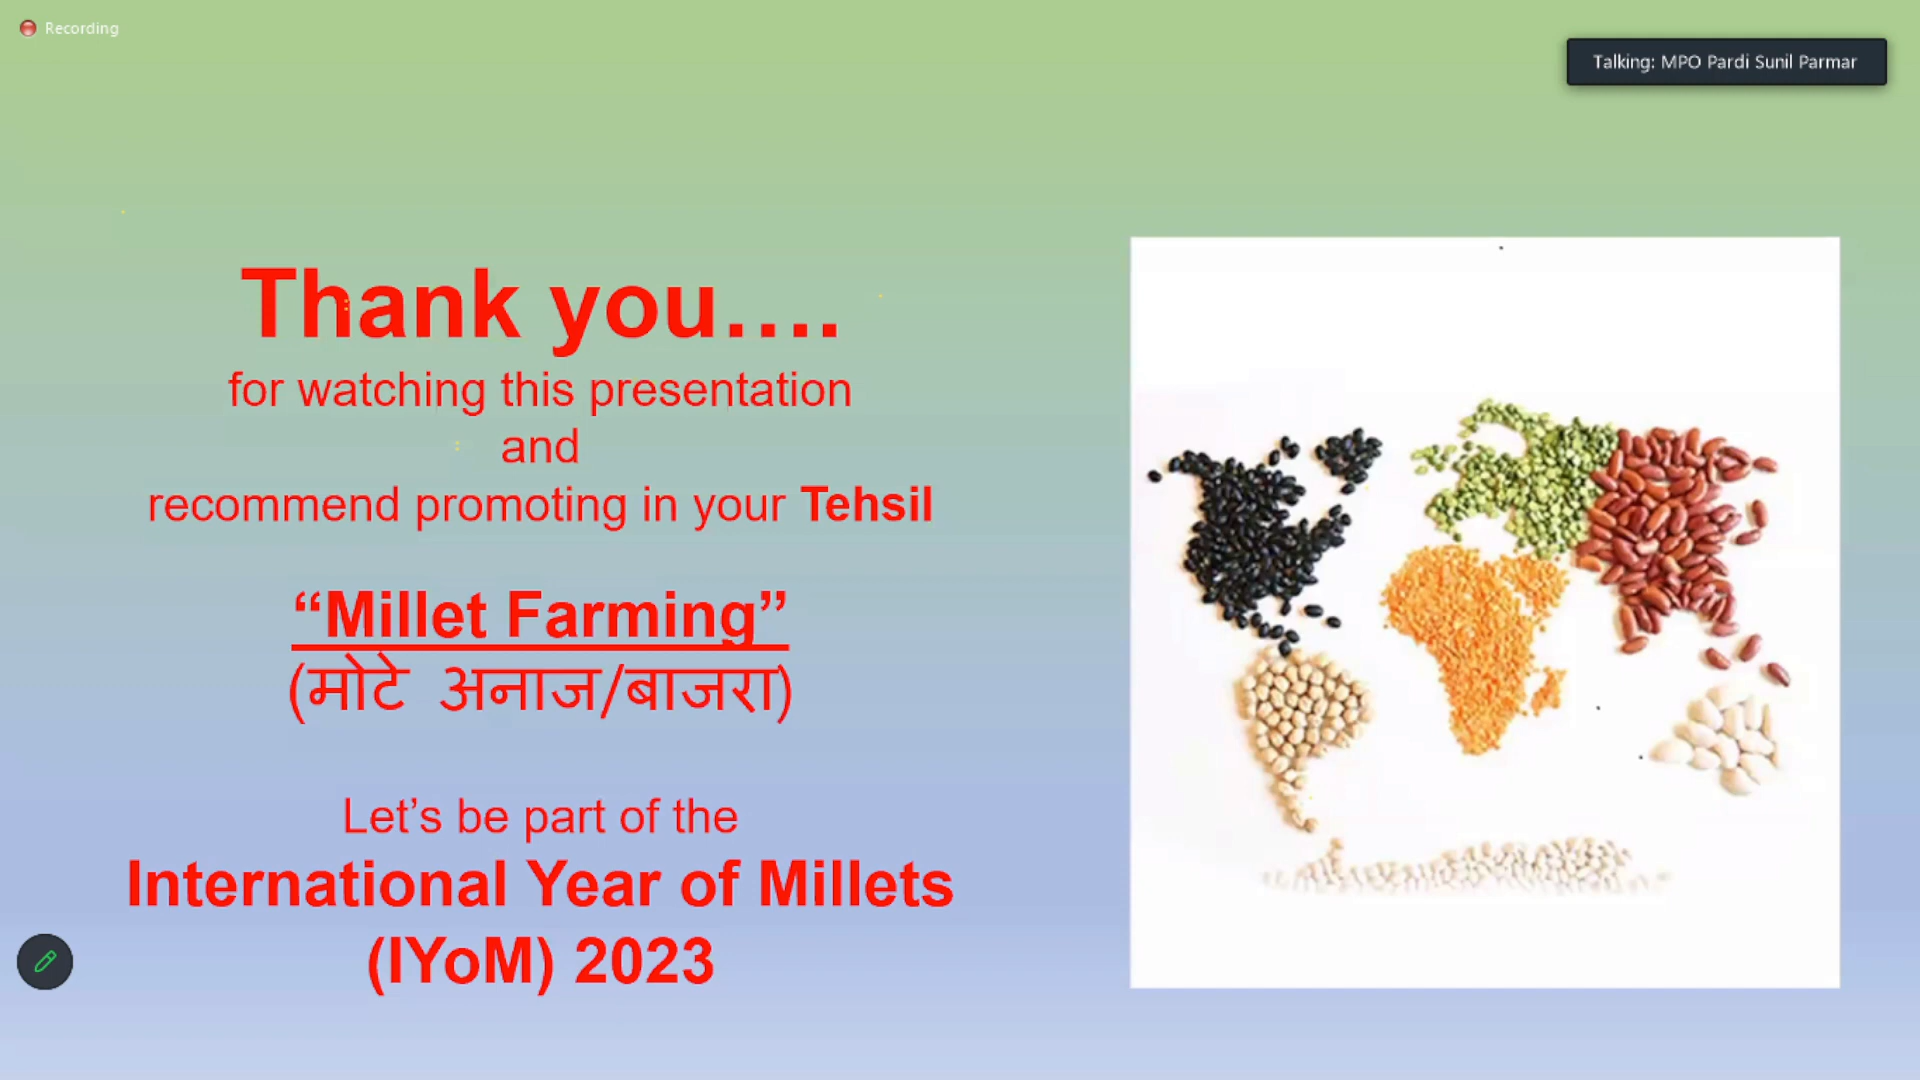 Recording
Talking: MPO Pardi Sunil Parmar
Thank you….
for watching this presentation
and
recommend promoting in your Tehsil
“Millet Farming”
(मोटे अनाज/बाजरा)
Let’s be part of the
International Year of Millets
(IYoM) 2023